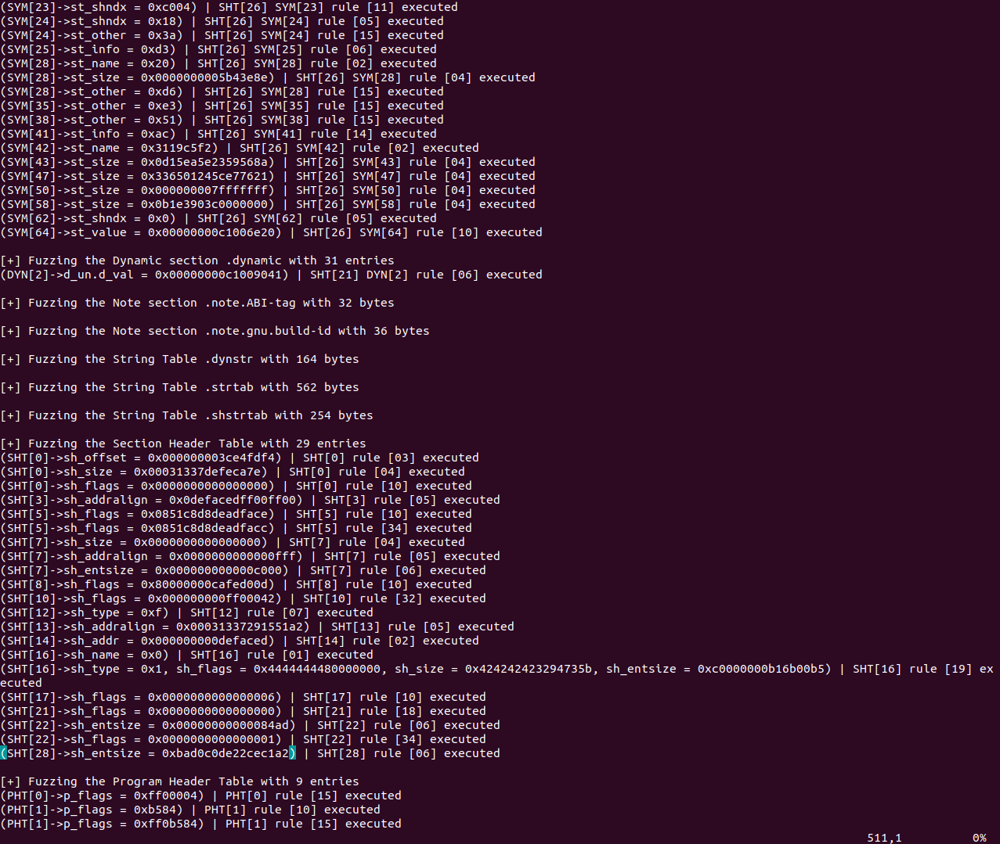 (SYM[23]->st_shndx = 0xc004) | SHT[26] SYM[23] rule [11] executed
(SYM[24]->st_shndx = 0x18) | SHT[26] SYM[24] rule [05] executed
(SYM[24]->st_other = 0x3a) | SHT[26] SYM[24] rule [15] executed
(SYM[25]->st_info = 0xd3) | SHT[26] SYM[25] rule [06] executed
(SYM[28]->st_name = 0x20) | SHT[26] SYM[28] rule [02] executed
(SYM[28]->st_size = 0x0000000005b43e8e) | SHT[26] SYM[28] rule [04] executed
(SYM[28]->st_other = 0xd6) | SHT[26] SYM[28] rule [15] executed
(SYM[35]->st_other = 0xe3) | SHT[26] SYM[35] rule [15] executed
(SYM[38]->st_other = 0x51) | SHT[26] SYM[38] rule [15] executed
(SYM[41]->st_info = 0xac) | SHT[26] SYM[41] rule [14] executed
(SYM[42]->st_name = 0x3119c5f2) | SHT[26] SYM[42] rule [02] executed
(SYM[43]->st_size = 0x0d15ea5e2359568a) | SHT[26] SYM[43] rule [04] executed
(SYM[47]->st_size = 0x336501245ce77621) | SHT[26] SYM[47] rule [04] executed
(SYM[50]->st_size = 0x000000007fffffff) | SHT[26] SYM[50] rule [04] executed
(SYM[58]->st_size = 0x0b1e3903c0000000) | SHT[26] SYM[58] rule [04] executed
(SYM[62]->st_shndx = 0x0) | SHT[26] SYM[62] rule [05] executed
(SYM[64]->st_value = 0x00000000c1006e20) | SHT[26] SYM[64] rule [10] executed
[+] Fuzzing the Dynamic section .dynamic with 31 entries
(DYN[2]->d_un.d_val = 0x00000000c1009041) | SHT[21] DYN[2] rule [06] executed
[+] Fuzzing the Note section .note.ABI-tag with 32 bytes
[+] Fuzzing the Note section .note.gnu.build-id with 36 bytes
[+] Fuzzing the String Table .dynstr with 164 bytes
[+] Fuzzing the String Table .strtab with 562 bytes
[+] Fuzzing the String Table .shstrtab with 254 bytes
[+] Fuzzing the Section Header Table with 29 entries
(SHT[0]->sh_offset = 0x000000003ce4fdf4) | SHT[0] rule [03] executed
(SHT[0]->sh_size = 0x00031337defeca7e) | SHT[0] rule [04] executed
(SHT[0]->sh_flags = 0x0000000000000000) | SHT[0] rule [10] executed
(SHT[3]->sh_addralign = 0x0defacedff00ff00) | SHT[3] rule [05] executed
(SHT[5]->sh_flags = 0x0851c8d8deadface) | SHT[5] rule [10] executed
(SHT[5]->sh_flags = 0x0851c8d8deadfacc) | SHT[5] rule [34] executed
(SHT[7]->sh_size = 0x0000000000000000) | SHT[7] rule [04] executed
(SHT[7]->sh_addralign = 0x0000000000000fff) | SHT[7] rule [05] executed
(SHT[7]->sh_entsize = 0x000000000000c000) | SHT[7] rule [06] executed
(SHT[8]->sh_flags = 0x80000000cafed00d) | SHT[8] rule [10] executed
(SHT[10]->sh_flags = 0x000000000ff00042) | SHT[10] rule [32] executed
(SHT[12]->sh_type = 0xf) | SHT[12] rule [07] executed
(SHT[13]->sh_addralign = 0x00031337291551a2) | SHT[13] rule [05] executed
(SHT[14]->sh_addr = 0x000000000defaced) | SHT[14] rule [02] executed
(SHT[16]->sh_name = 0x0) | SHT[16] rule [01] executed
(SHT[16]->sh_type = 0x1, sh_flags = 0x4444444480000000, sh_size = 0x424242423294735b, sh_entsize = 0xc0000000b16b00b5) | SHT[16] rule [19] ex
ecuted
(SHT[17]->sh_flags = 0x0000000000000006) | SHT[17] rule [10] executed
(SHT[21]->sh_flags = 0x0000000000000000) | SHT[21] rule [18] executed
(SHT[22]->sh_entsize = 0x00000000000084ad) | SHT[22] rule [06] executed
(SHT[22]->sh_flags = 0x0000000000000001) | SHT[22] rule [34] executed
(SHT[28]->sh_entsize = 0xbad0c0de22cec1a2) | SHT[28] rule [06] executed
[+] Fuzzing the Program Header Table with 9 entries
(PHT[0]->p_flags = 0xff00004) | PHT[0] rule [15] executed
(PHT[1]->p_flags = 0xb584) | PHT[1] rule [10] executed
(PHT[1]->p_flags = 0xff0b584) | PHT[1] rule [15] executed
511,1 0%